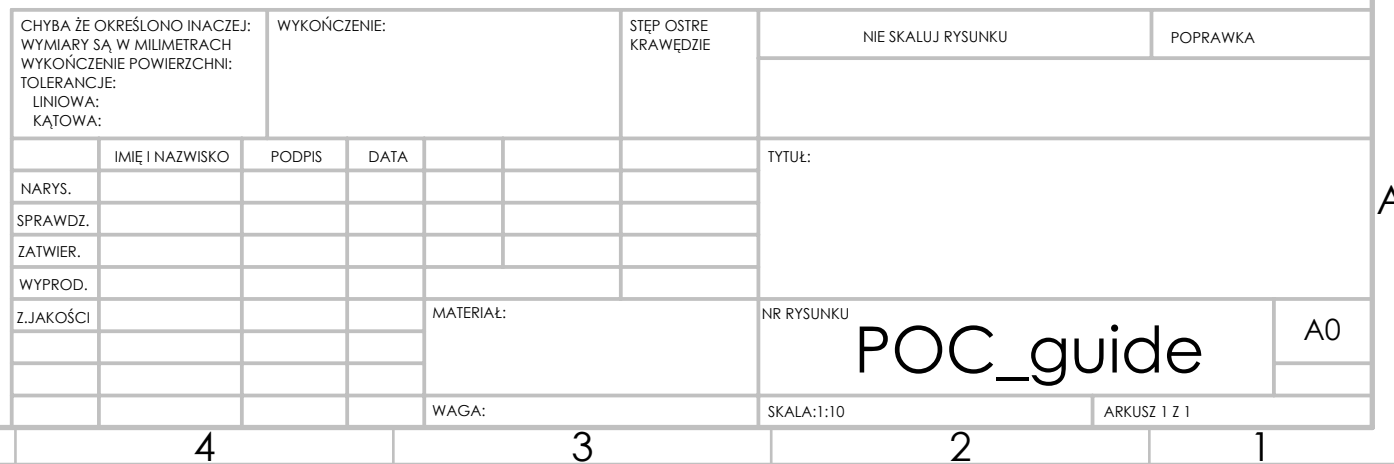 CHYBA ŻE OKREŚLONO INACZEJ:
WYMIARY SĄ W MILIMETRACH
WYKOŃCZENIE POWIERZCHNI:
TOLERANCJE:
LINIOWA:
KĄTOWA:
WYKOŃCZENIE:
STĘP OSTRE
KRAWĘDZIE
NIE SKALUJ RYSUNKU
POPRAWKA
IMIĘ I NAZWISKO PODPIS DATA
TYTUŁ:
NARYS.
SPRAWDZ.
ZATWIER.
WYPROD.
Z.JAKOŚCI
MATERIAŁ:
NR RYSUNKU
POC_guide
A0
WAGA:
SKALA:1:10
ARKUSZ 1 Z 1
A
4 3 2 1